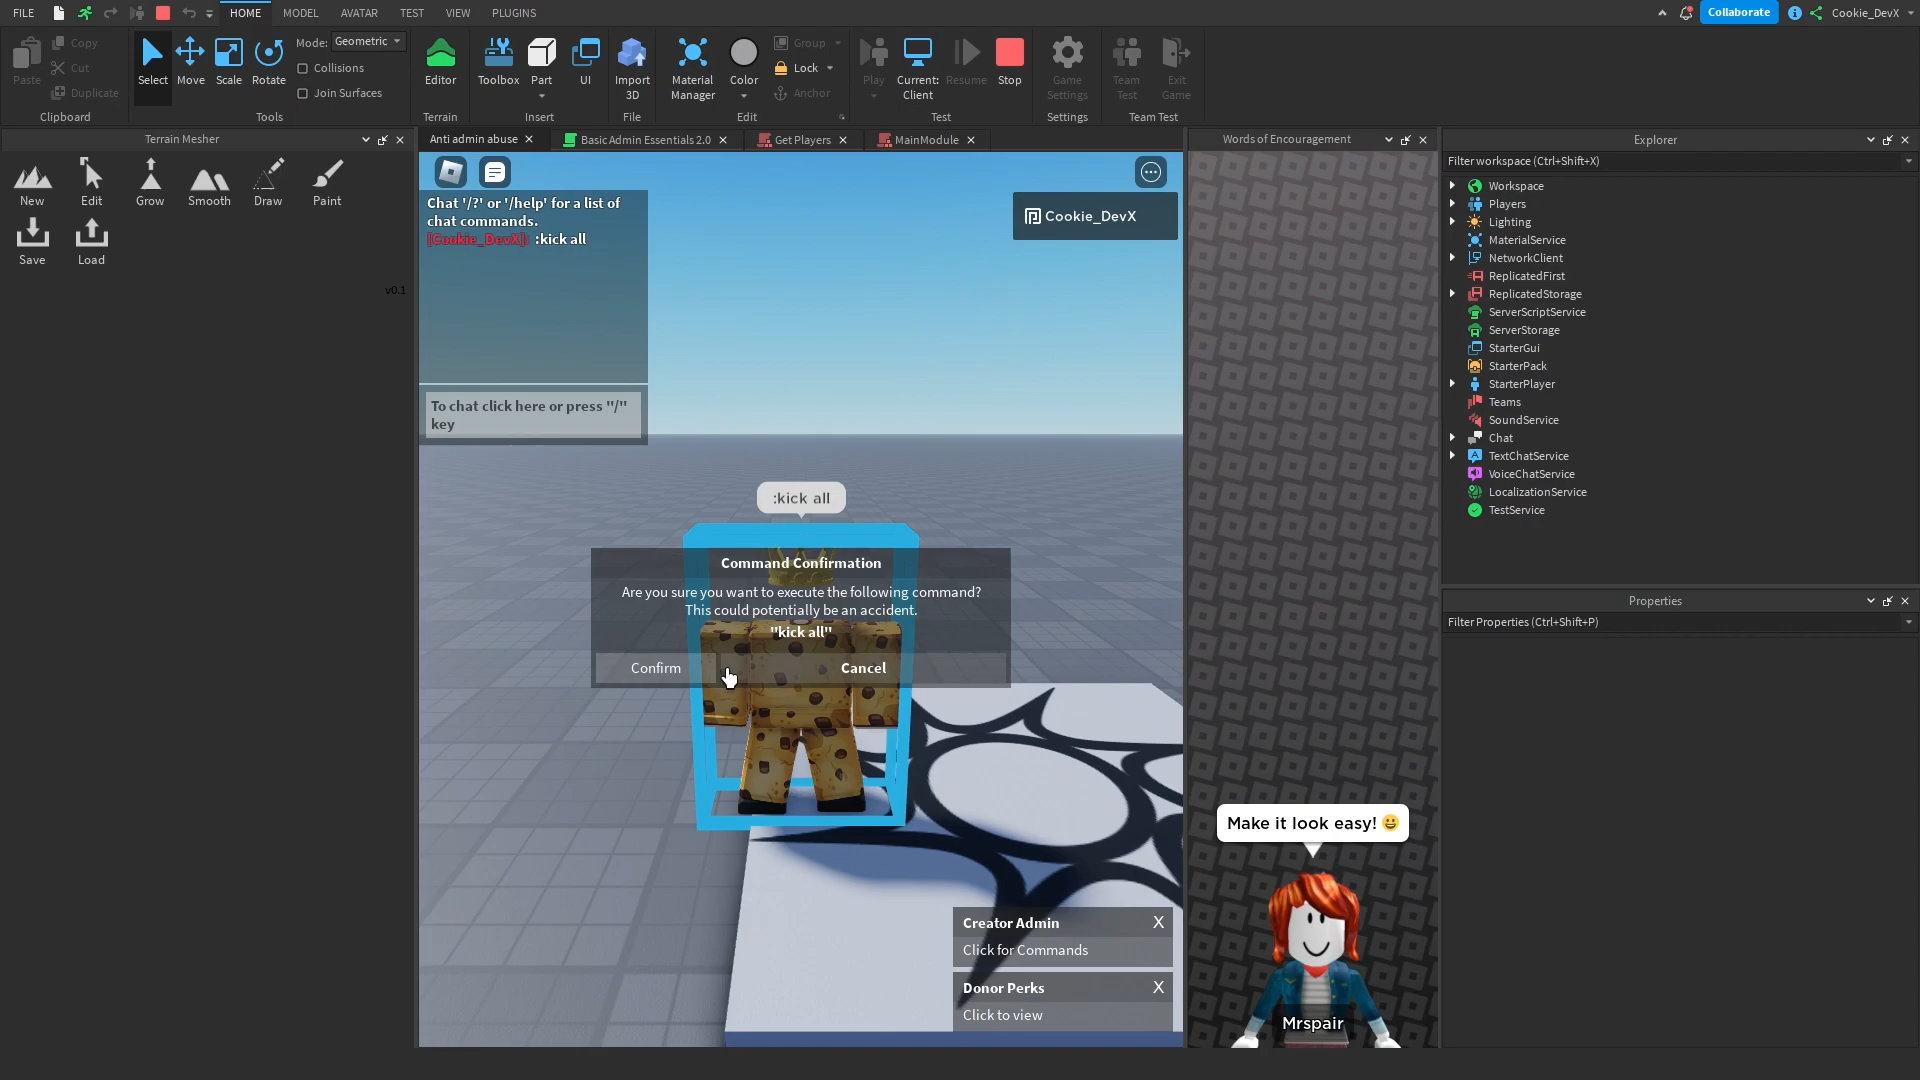 FILE
HOME
MODEL
AVATAR
TEST
VIEW
PLUGINS
Collaborate
Cookie_DevX
Paste
Copy
Cut
Duplicate
Clipboard
Select
Move
Scale
Rotate
Mode: Geometric
Collisions
Join Surfaces
Tools
Editor
Terrain
Toolbox
Part
UI
Insert
Import
3D
File
Material
Manager
Color
Group
Lock
Anchor
Edit
Play
Current:
Client
Resume
Stop
Test
Game
Settings
Settings
Team
Test
Exit
Game
Team Test
Terrain Mesher
New
Edit
Grow
Smooth
Draw
Paint
Save
Load
v0.1
Anti admin abuse
Basic Admin Essentials 2.0
Get Players
MainModule
Chat '/?' or '/help' for a list of
chat commands.
[Cookie_DevX]: :kick all
To chat click here or press "/"
key
Cookie_DevX
:kick all
Command Confirmation
Are you sure you want to execute the following command?
This could potentially be an accident.
"kick all"
Confirm
Cancel
Creator Admin
X
Click for Commands
Donor Perks
X
Click to view
Words of Encouragement
Make it look easy! 😀
Mrspair
Explorer
Filter workspace (Ctrl+Shift+X)
Workspace
Players
Lighting
MaterialService
NetworkClient
ReplicatedFirst
ReplicatedStorage
ServerScriptService
ServerStorage
StarterGui
StarterPack
StarterPlayer
Teams
SoundService
Chat
TextChatService
VoiceChatService
LocalizationService
TestService
Properties
Filter Properties (Ctrl+Shift+P)